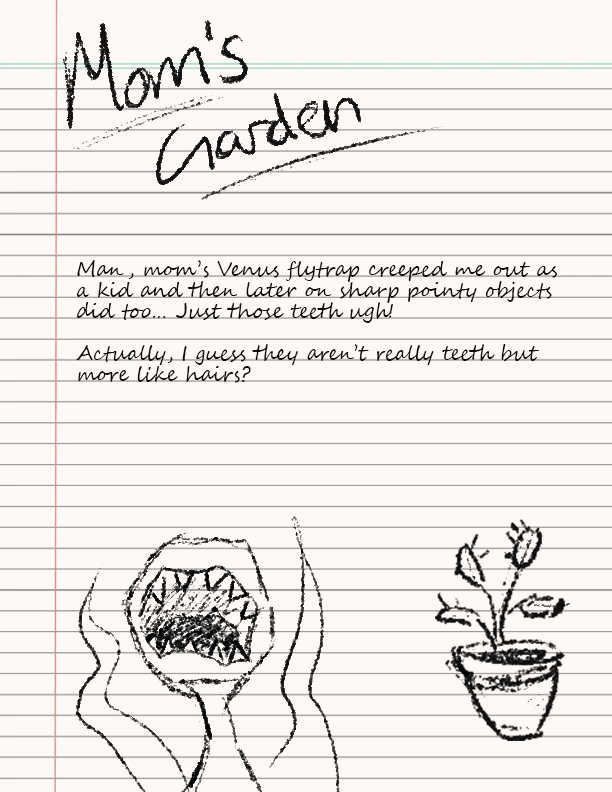 Mom's
Garden
Man, mom's Venus flytrap creeped me out as
a kid and then later on sharp pointy objects
did too... Just those teeth ugh!
Actually, I guess they aren't really teeth but
more like hairs?